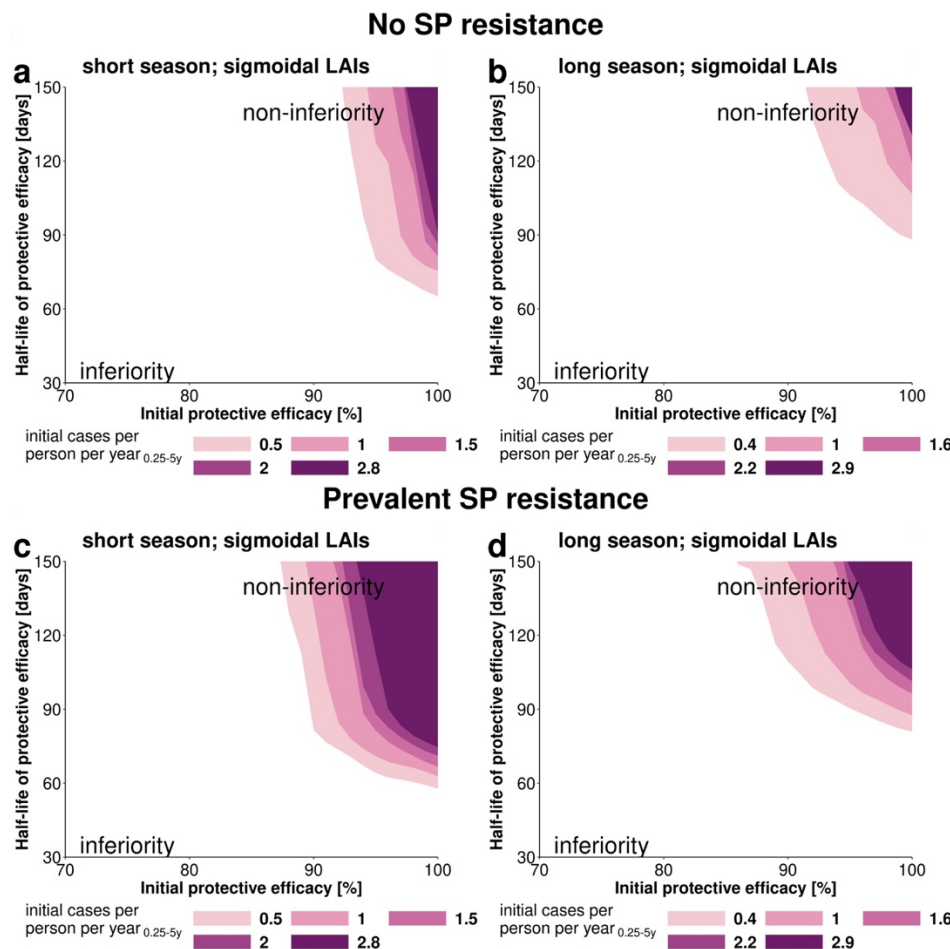 No SP resistance
a
short season; sigmoidal LAIs
Half-life of protective efficacy [days]
150
120
90
60
30
non-inferiority
inferiority
70 80 90 100
Initial protective efficacy [%]
initial cases per
person per year 0.25-5y
0.5 1 1.5
2 2.8
b
long season; sigmoidal LAIs
Half-life of protective efficacy [days]
150
120
90
60
30
non-inferiority
inferiority
70 80 90 100
Initial protective efficacy [%]
initial cases per
person per year 0.25-5y
0.4 1 1.6
2.2 2.9
Prevalent SP resistance
c
short season; sigmoidal LAIs
Half-life of protective efficacy [days]
150
120
90
60
30
non-inferiority
inferiority
70 80 90 100
Initial protective efficacy [%]
initial cases per
person per year 0.25-5y
0.5 1 1.5
2 2.8
d
long season; sigmoidal LAIs
Half-life of protective efficacy [days]
150
120
90
60
30
non-inferiority
inferiority
70 80 90 100
Initial protective efficacy [%]
initial cases per
person per year 0.25-5y
0.4 1 1.6
2.2 2.9